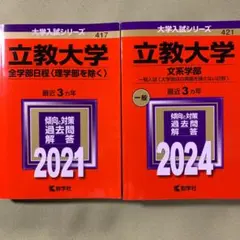 大学入試シリーズ
417
立教大学
全学部日程〈理学部を除く〉
最近3ヵ年
傾向と対策
過去問
解答
2021
教学社
大学入試シリーズ
421
立教大学
文系学部
最近3ヵ年
一般
傾向と対策
過去問
解答
2024
教学社